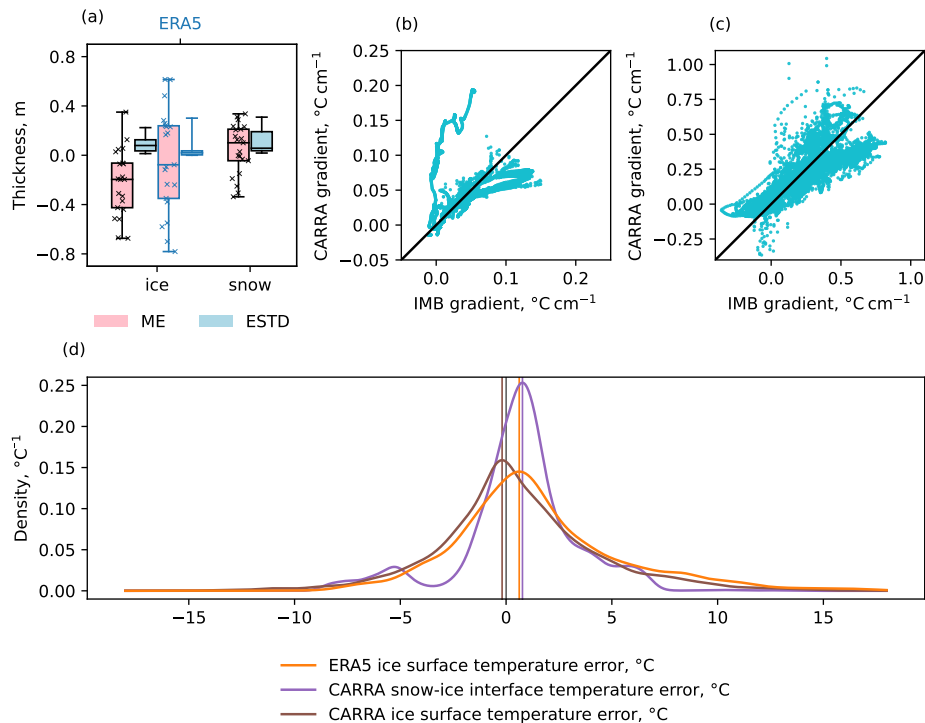 (a)
ERA5
(b)
(c)
0.8
0.4
0.0
−0.4
−0.8
Thickness, m
ice
snow
ME
ESTD
0.25
0.20
0.15
0.10
0.05
0.00
−0.05
CARRA gradient, °C cm⁻¹
0.0
0.1
0.2
IMB gradient, °C cm⁻¹
1.00
0.75
0.50
0.25
0.00
−0.25
CARRA gradient, °C cm⁻¹
0.0
0.5
1.0
IMB gradient, °C cm⁻¹
(d)
0.25
0.20
0.15
0.10
0.05
0.00
Density, °C⁻¹
−15
−10
−5
0
5
10
15
ERA5 ice surface temperature error, °C
CARRA snow-ice interface temperature error, °C
CARRA ice surface temperature error, °C